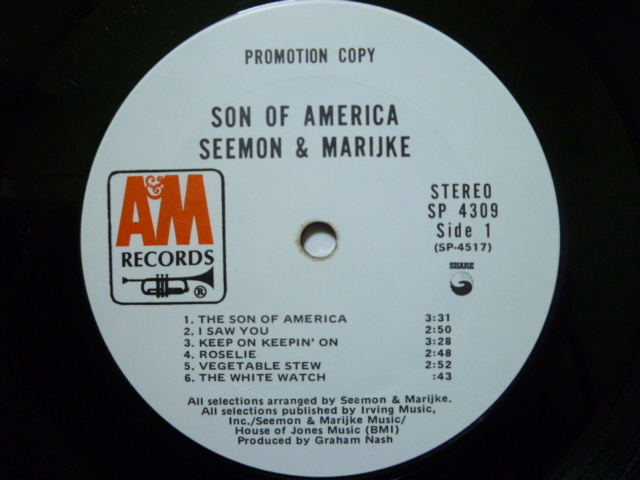 PROMOTION COPY
SON OF AMERICA
SEEMON & MARIJKE
A&M
RECORDS
®
STEREO
SP 4309
Side 1
(SP-4517)
SHARE
1. THE SON OF AMERICA 3:31
2. I SAW YOU 2:50
3. KEEP ON KEEPIN' ON 3:28
4. ROSELIE 2:48
5. VEGETABLE STEW 2:52
6. THE WHITE WATCH :43
All selections arranged by Seemon & Marijke.
All selections published by Irving Music,
Inc./Seemon & Marijke Music/
House of Jones Music (BMI)
Produced by Graham Nash